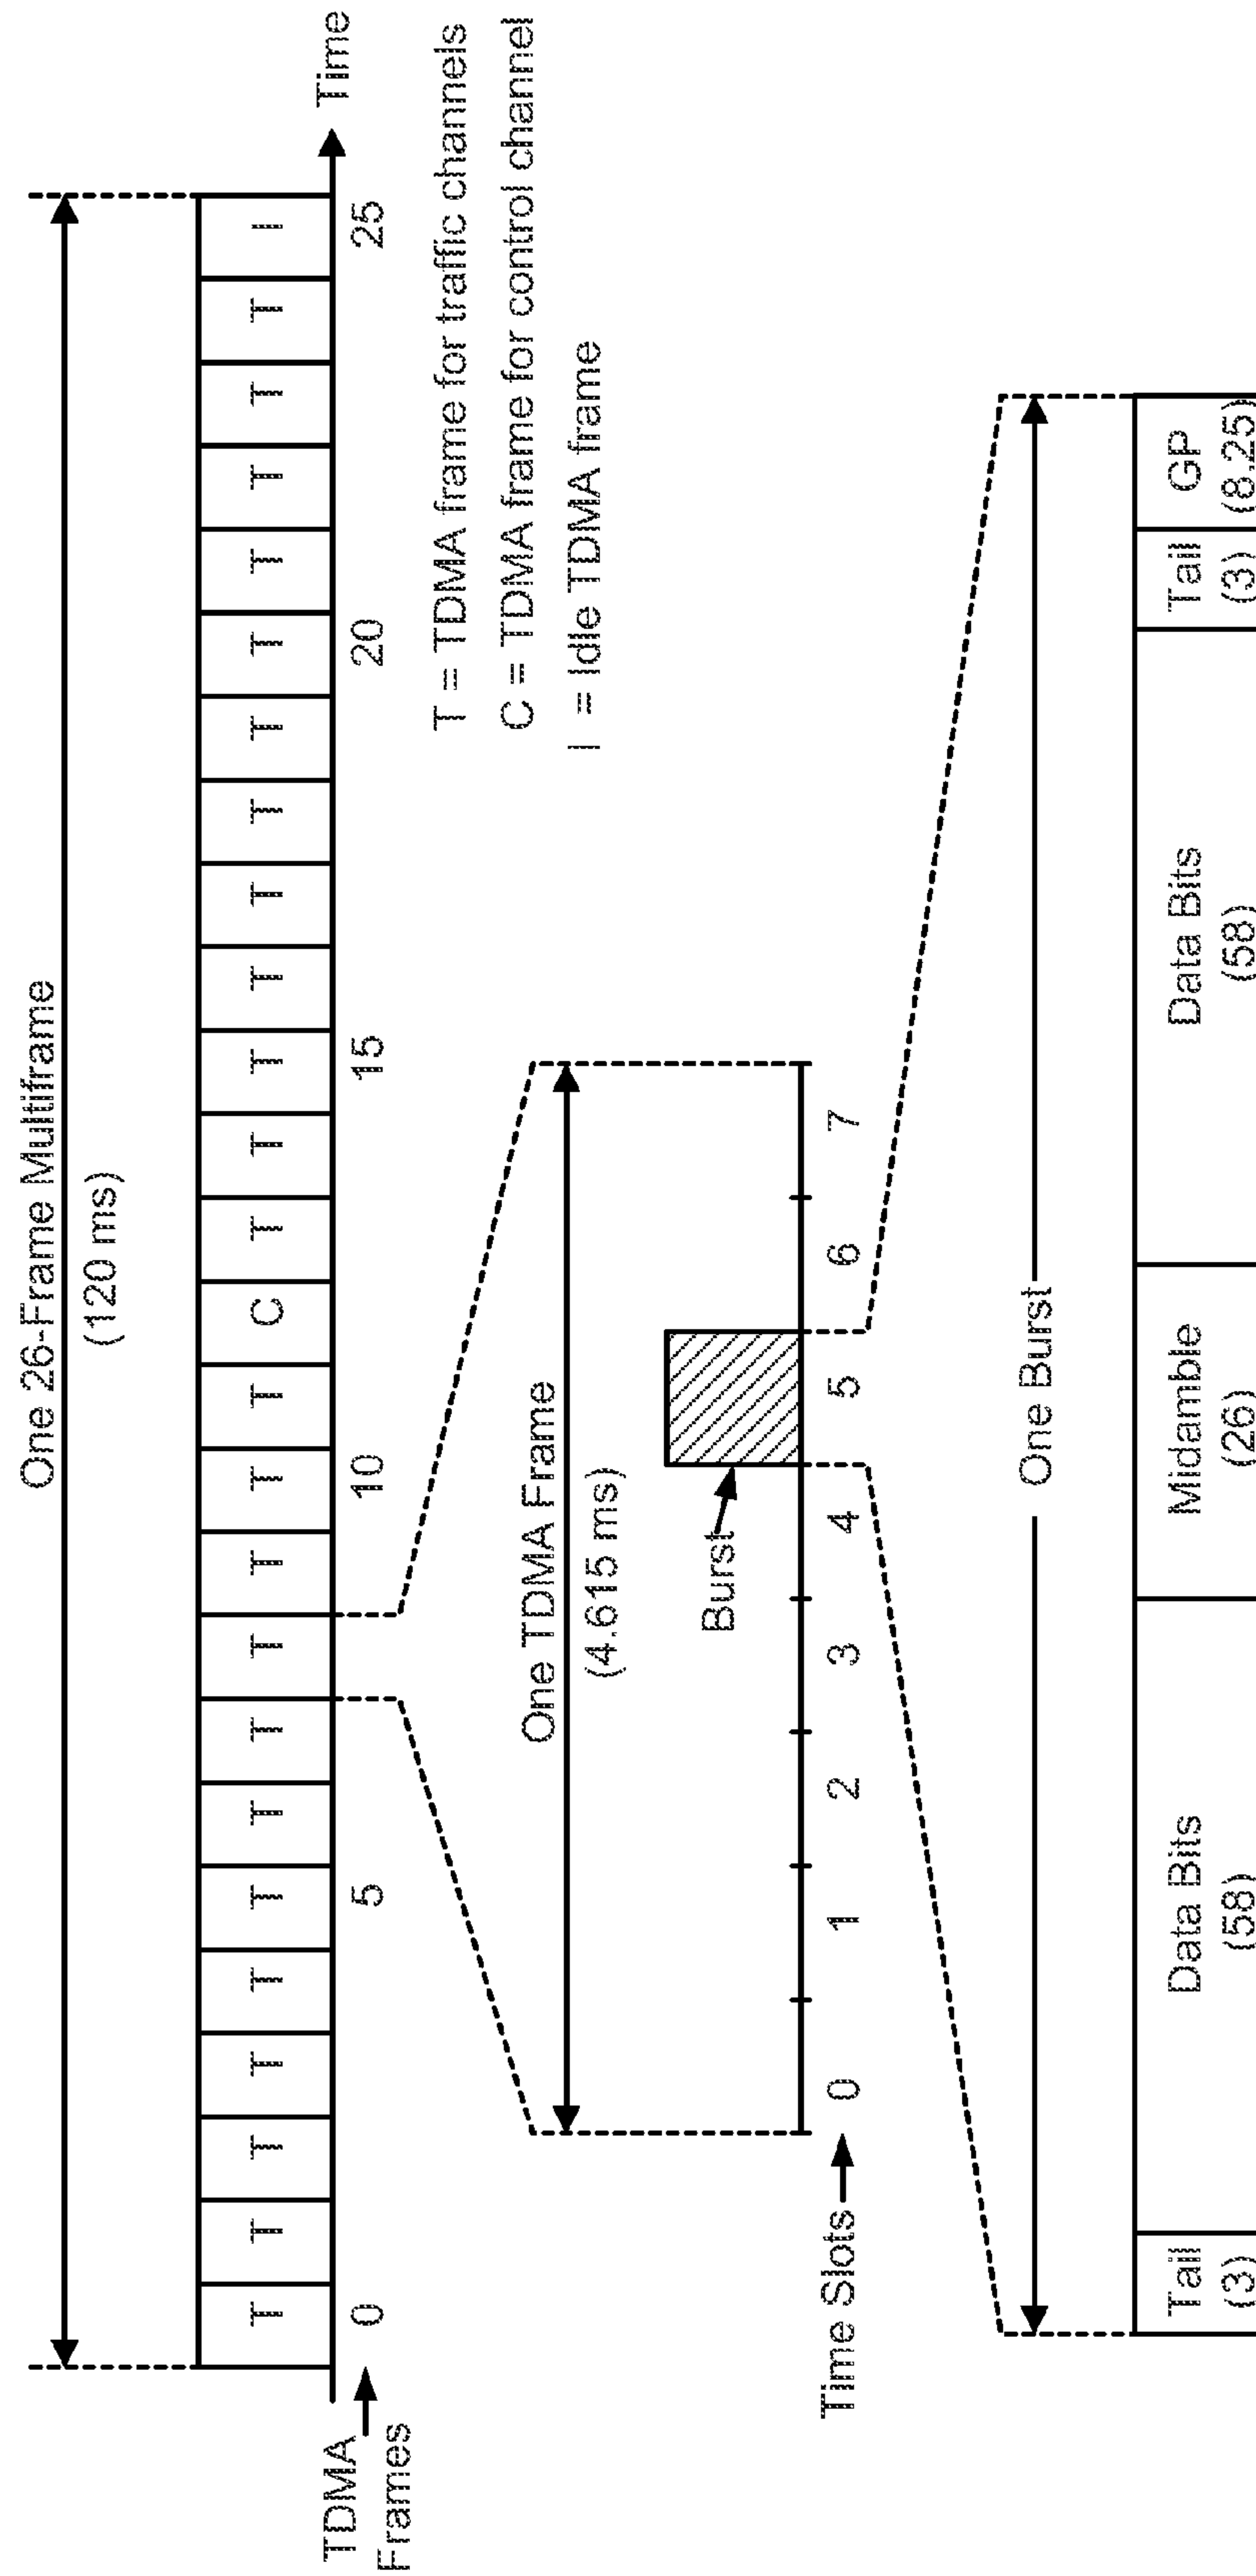 One 26-Frame Multiframe
(120 ms)
T T T T T T T T T T T T C T T T T T T T T T T T T I
TDMA Frames 0 5 10 15 20 25 Time
T = TDMA frame for traffic channels
C = TDMA frame for control channel
I = Idle TDMA frame
One TDMA Frame
(4.615 ms)
Burst
Time Slots 0 1 2 3 4 5 6 7
One Burst
Tail Data Bits Midamble Data Bits Tail GP
(3) (58) (26) (58) (3) (8.25)